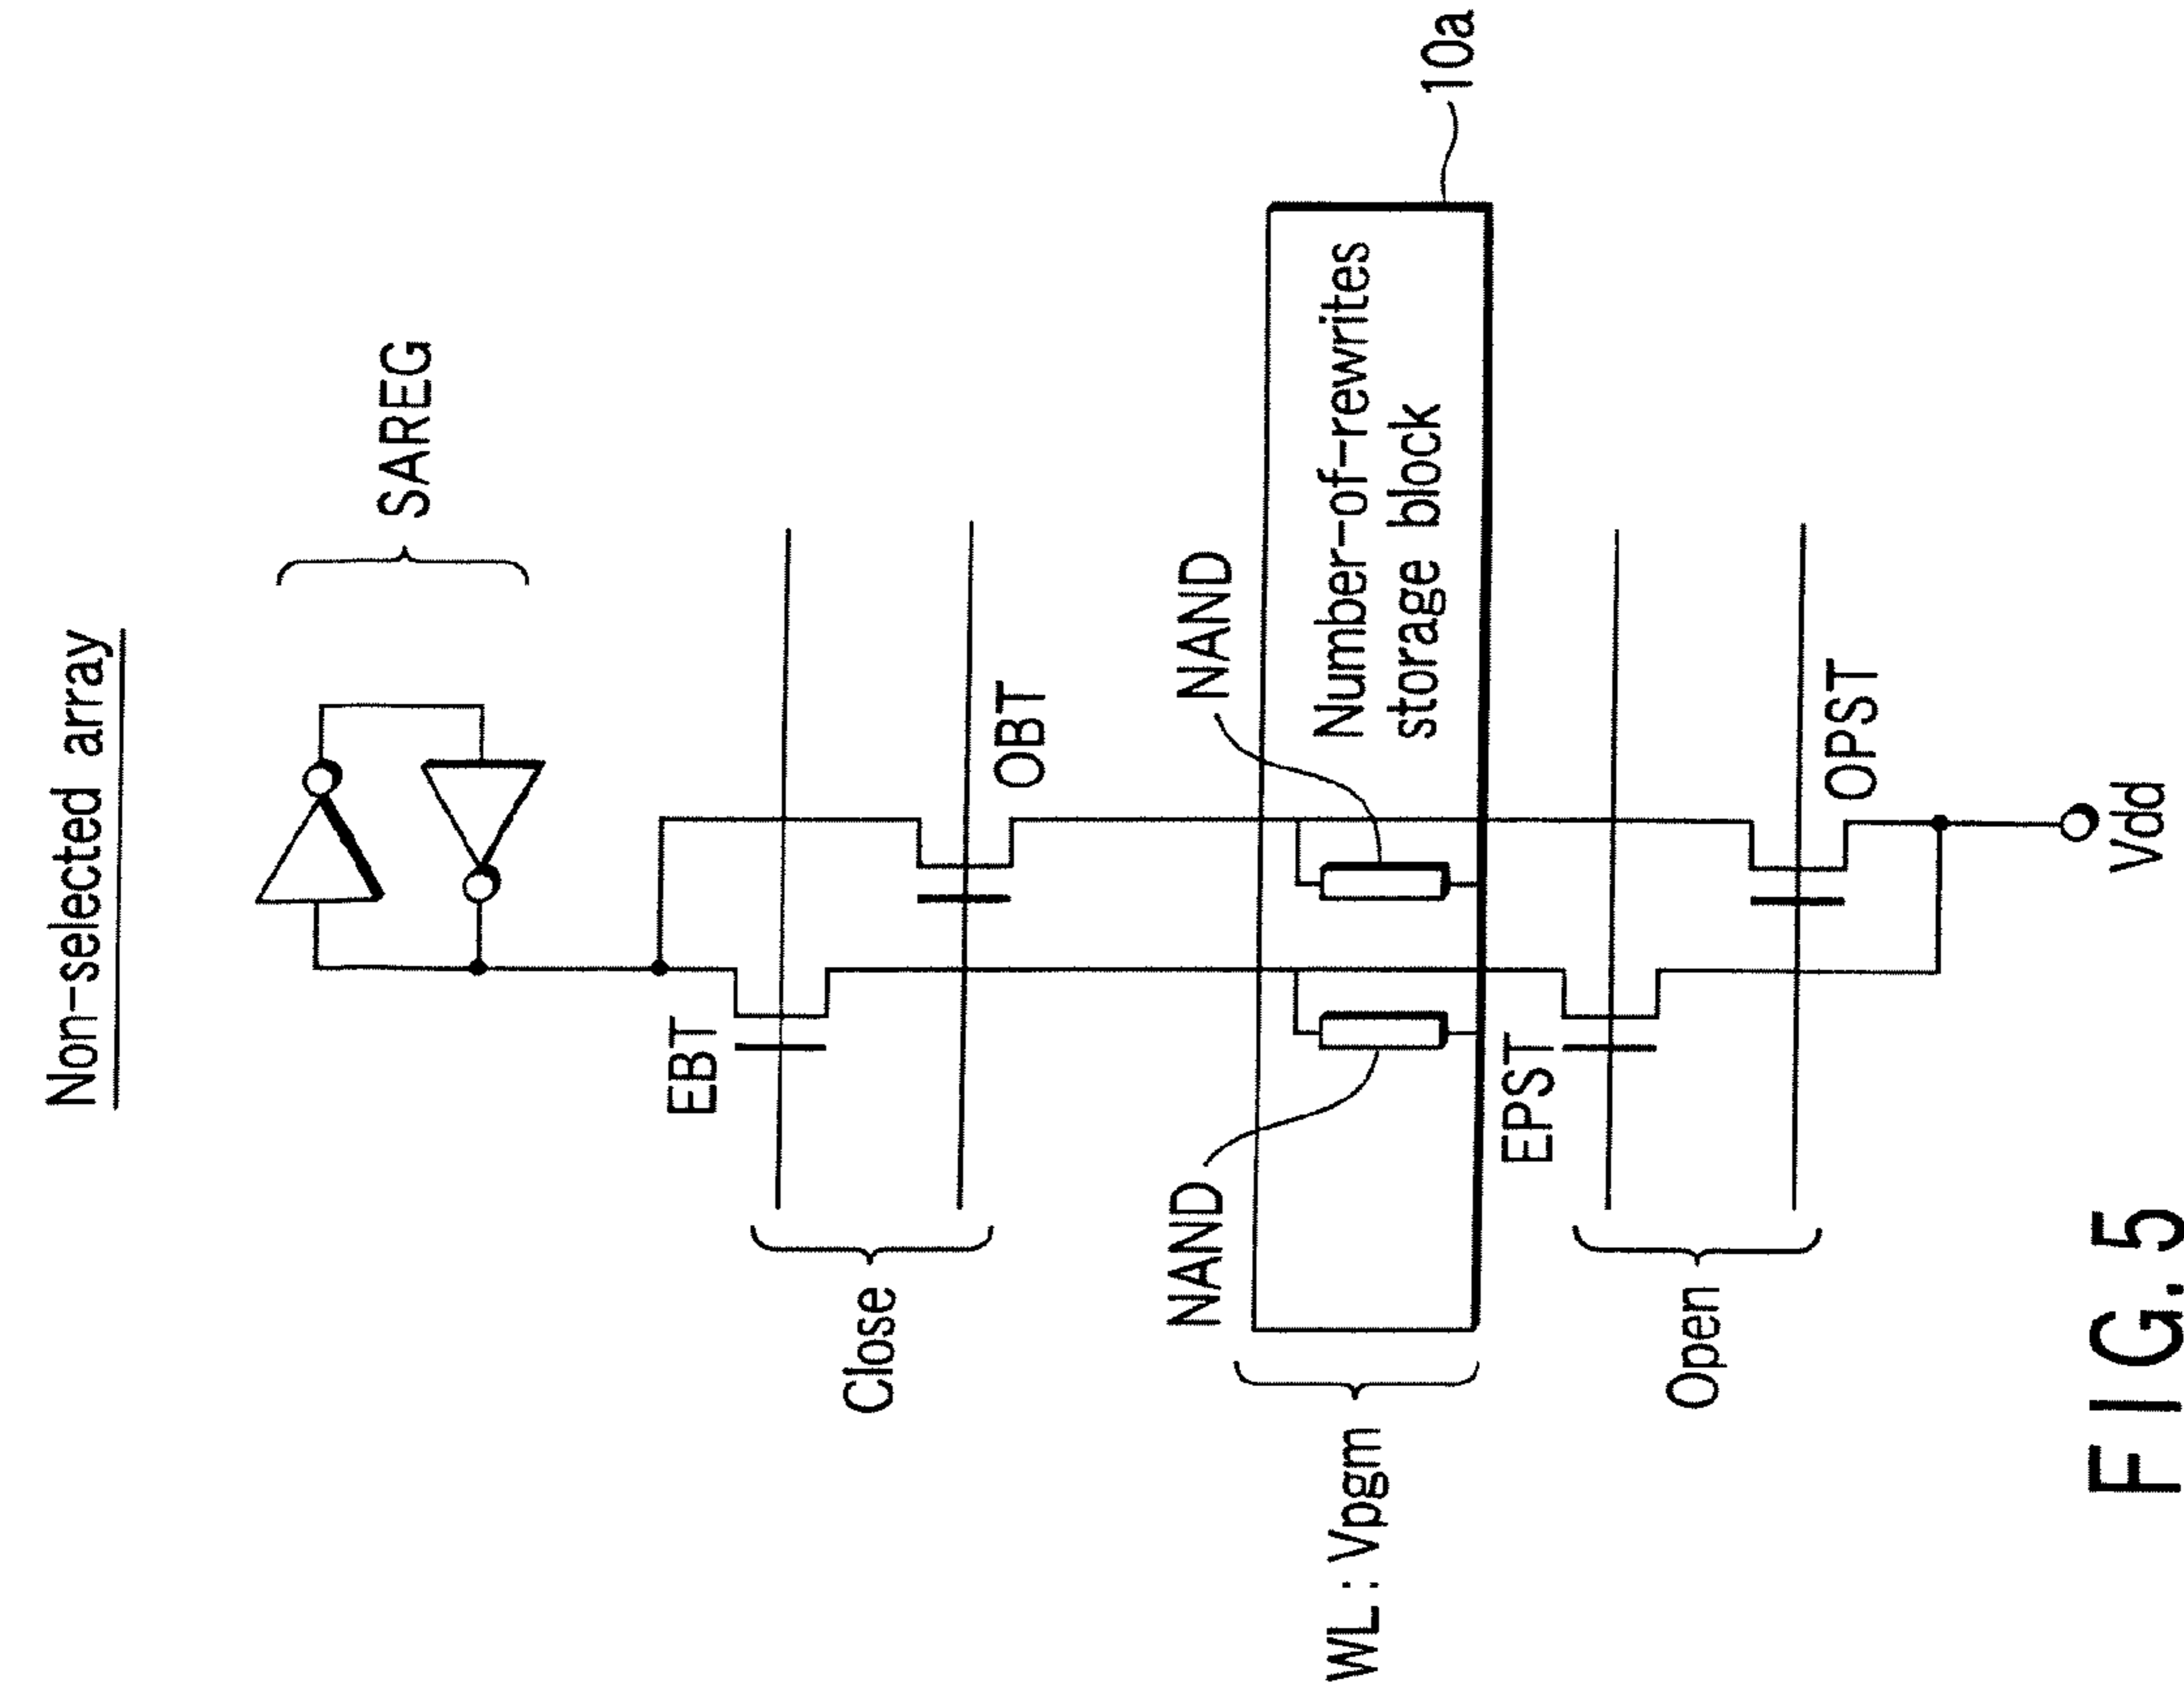 Non-selected array
SAREG
EBT
OBT
Close
NAND
NAND
10a
Number-of-rewrites
storage block
WL : Vpgm
EPST
OPST
Open
Vdd
FIG. 5